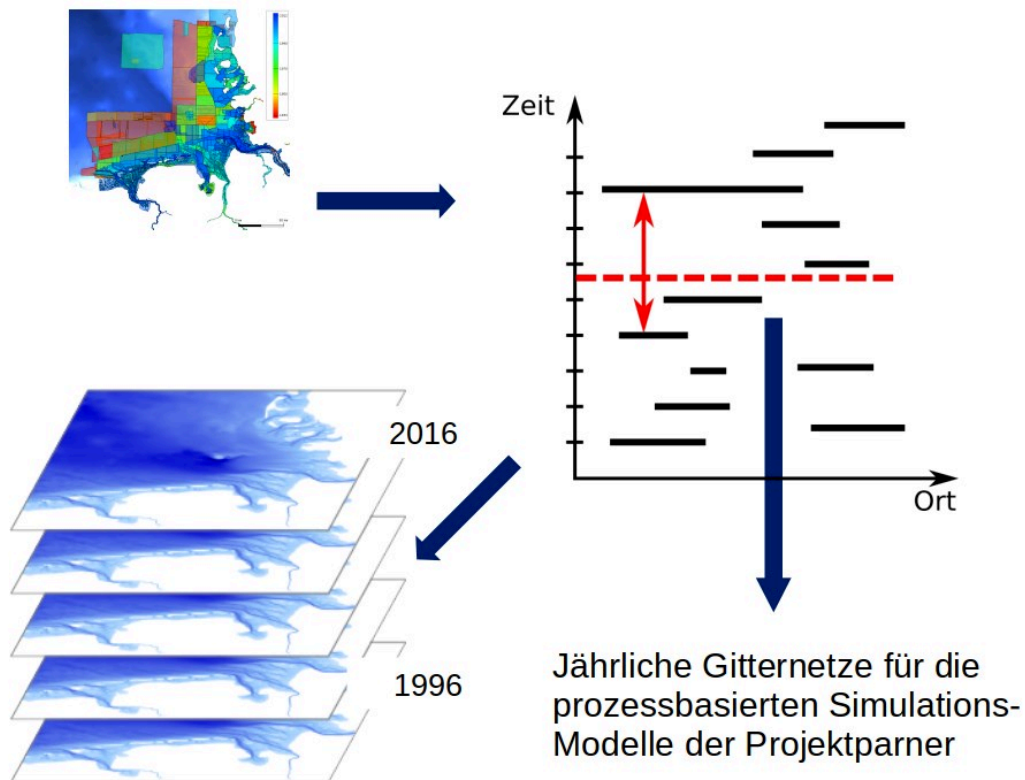 Zeit
Ort
2016
1996
Jährliche Gitternetze für die
prozessbasierten Simulations-
Modelle der Projektparner